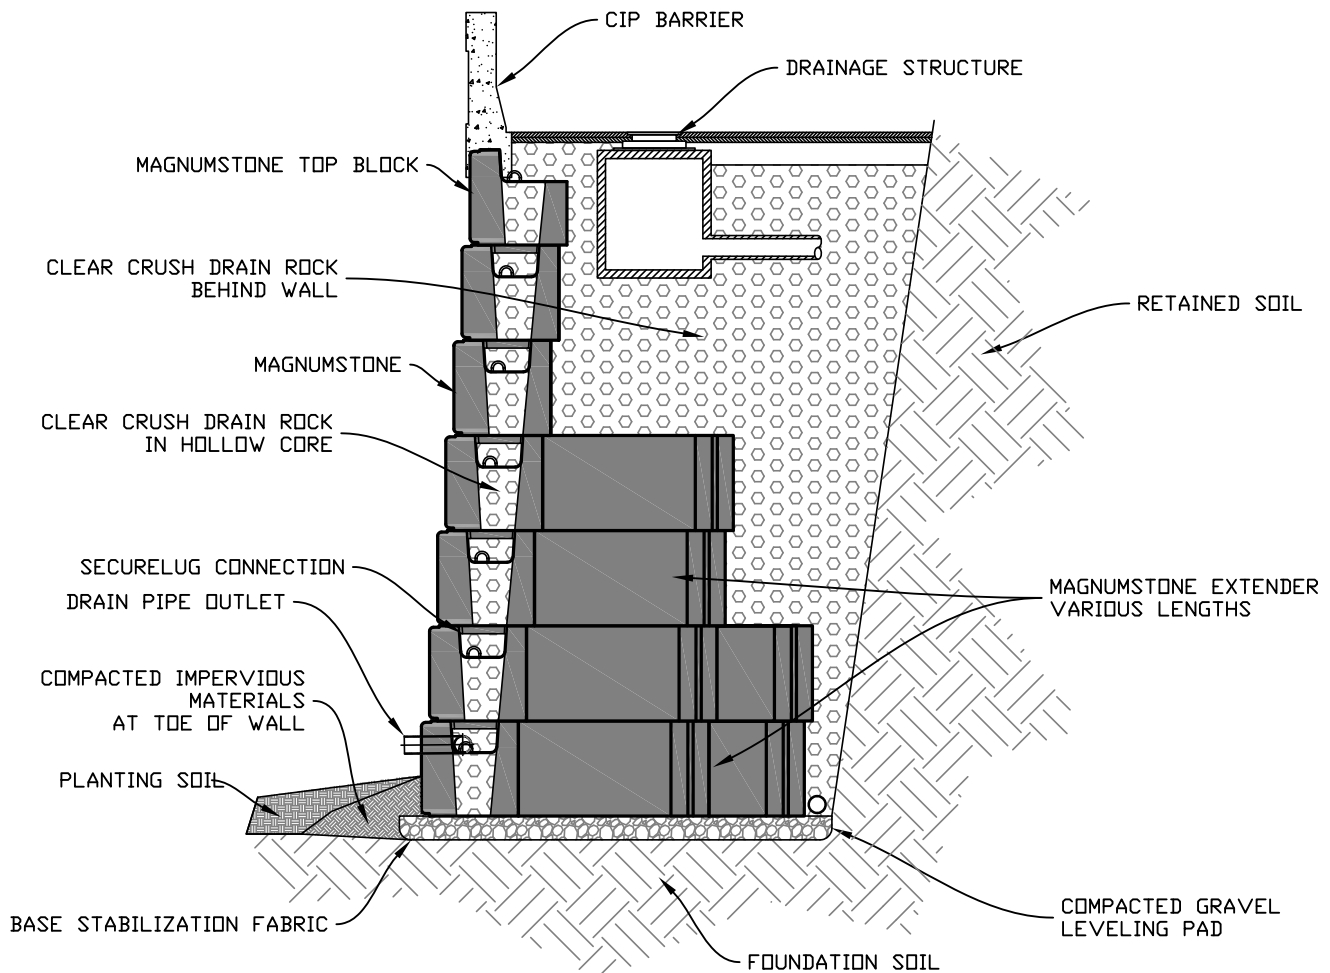 CIP BARRIER
DRAINAGE STRUCTURE
MAGNUMSTONE TOP BLOCK
CLEAR CRUSH DRAIN ROCK
BEHIND WALL
RETAINED SOIL
MAGNUMSTONE
CLEAR CRUSH DRAIN ROCK
IN HOLLOW CORE
SECURELUG CONNECTION
DRAIN PIPE OUTLET
MAGNUMSTONE EXTENDER
VARIOUS LENGTHS
COMPACTED IMPERVIOUS
MATERIALS
AT TOE OF WALL
PLANTING SOIL
BASE STABILIZATION FABRIC
COMPACTED GRAVEL
LEVELING PAD
FOUNDATION SOIL